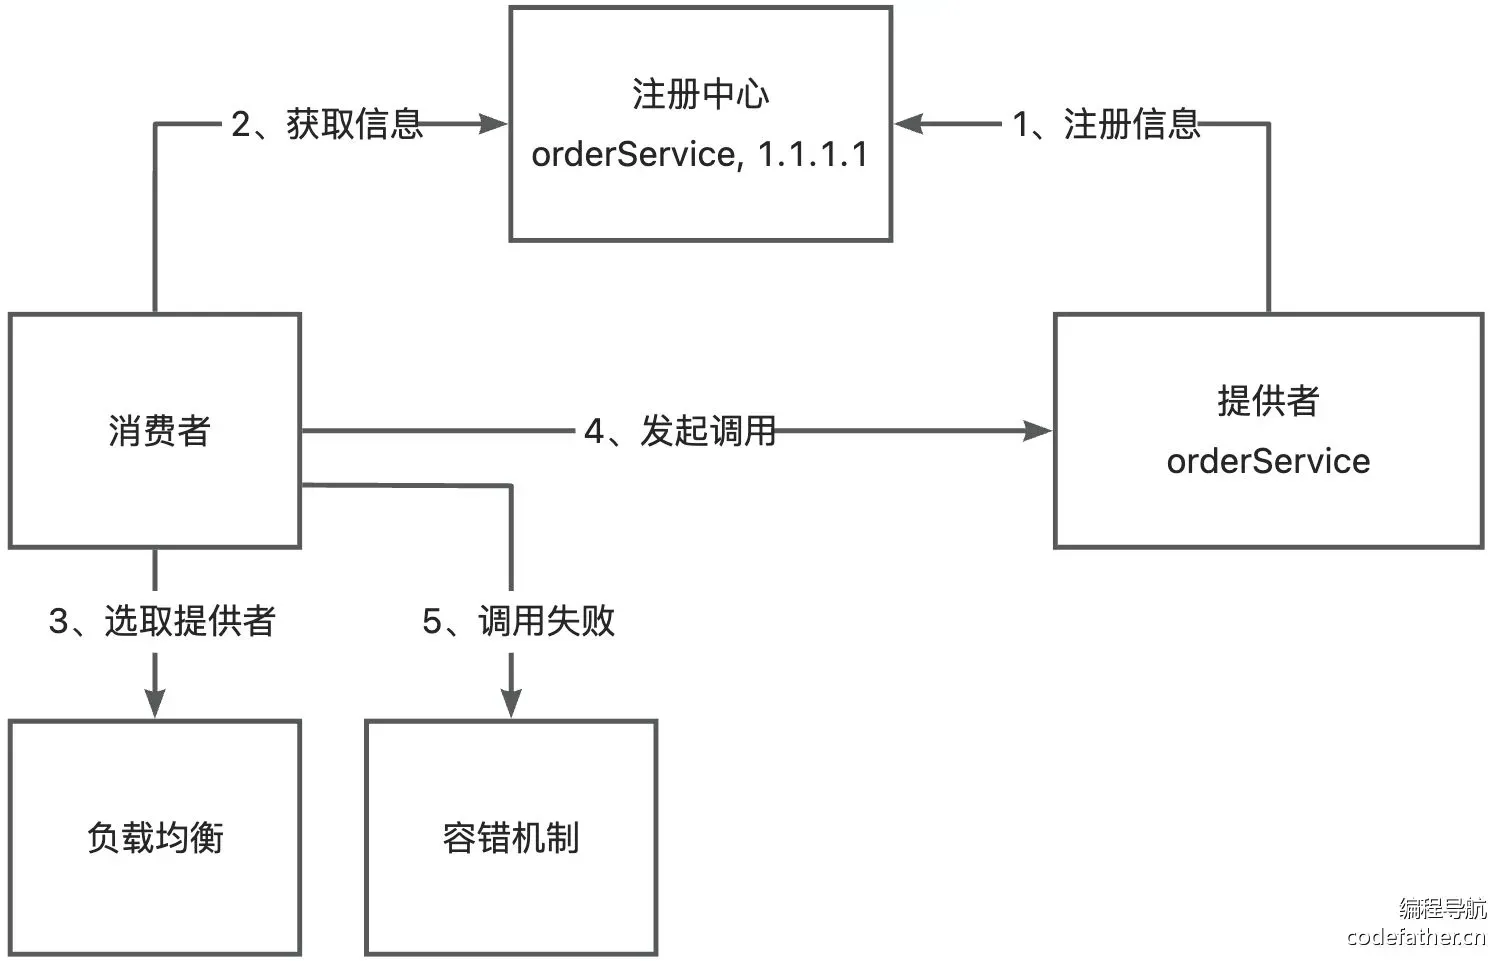 注册中心
orderService, 1.1.1.1
2、获取信息
1、注册信息
消费者
4、发起调用
提供者
orderService
3、选取提供者
5、调用失败
负载均衡
容错机制
编程导航
codefather.cn